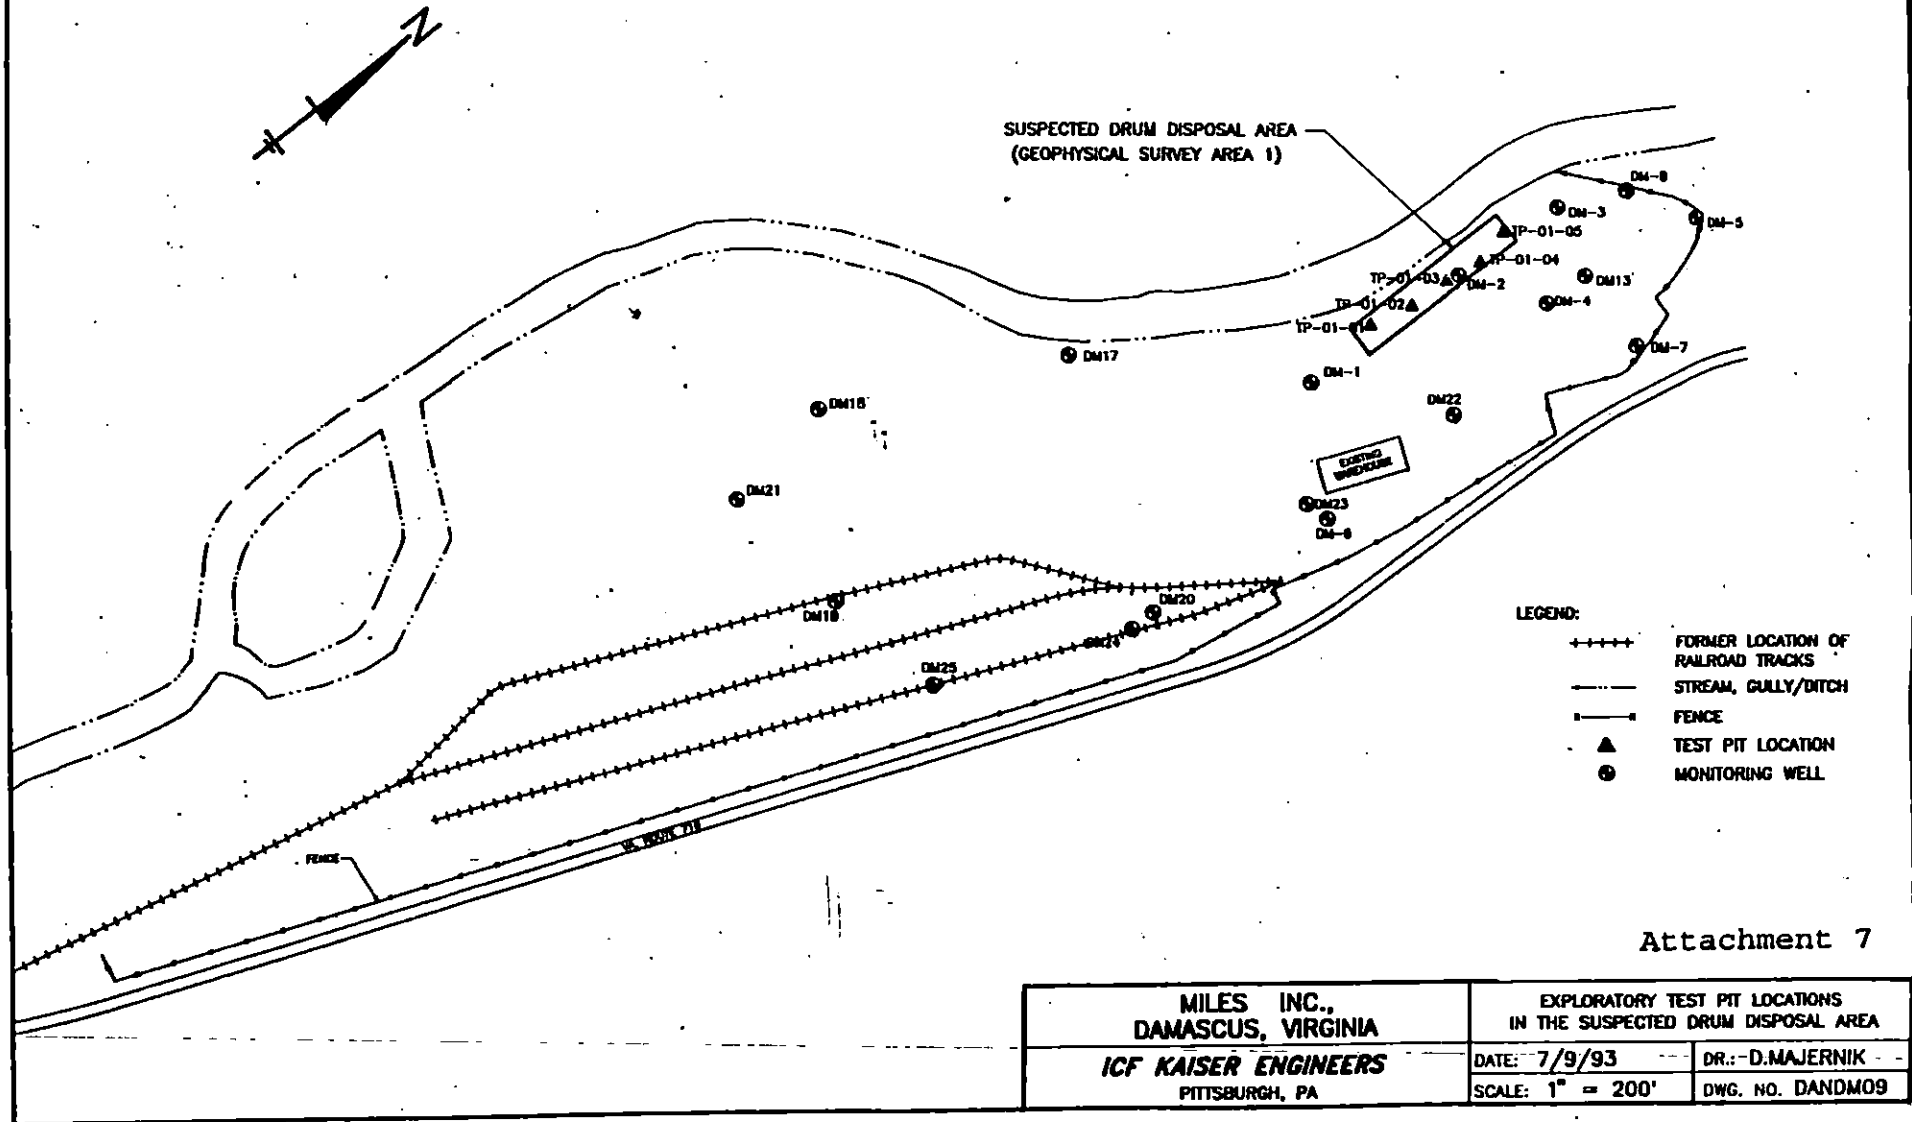 N
SUSPECTED DRUM DISPOSAL AREA
(GEOPHYSICAL SURVEY AREA 1)
DM-8
DM-3
DM-5
TP-01-05
TP-01-04
TP-01-03
DM-2
DM13
TP-01-02
DM-4
TP-01-01
DM-7
DM17
DM-1
DM18
DM22
EXISTING
WAREHOUSE
DM21
DM23
DM-6
DM20
DM19
DM24
DM25
LEGEND:
FORMER LOCATION OF
RAILROAD TRACKS
STREAM, GULLY/DITCH
FENCE
TEST PIT LOCATION
MONITORING WELL
VA. ROUTE
FENCE
Attachment 7
MILES INC.,
DAMASCUS, VIRGINIA
ICF KAISER ENGINEERS
PITTSBURGH, PA
EXPLORATORY TEST PIT LOCATIONS
IN THE SUSPECTED DRUM DISPOSAL AREA
DATE: 7/9/93
DR.: D.MAJERNIK
SCALE: 1" = 200'
DWG. NO. DANDM09